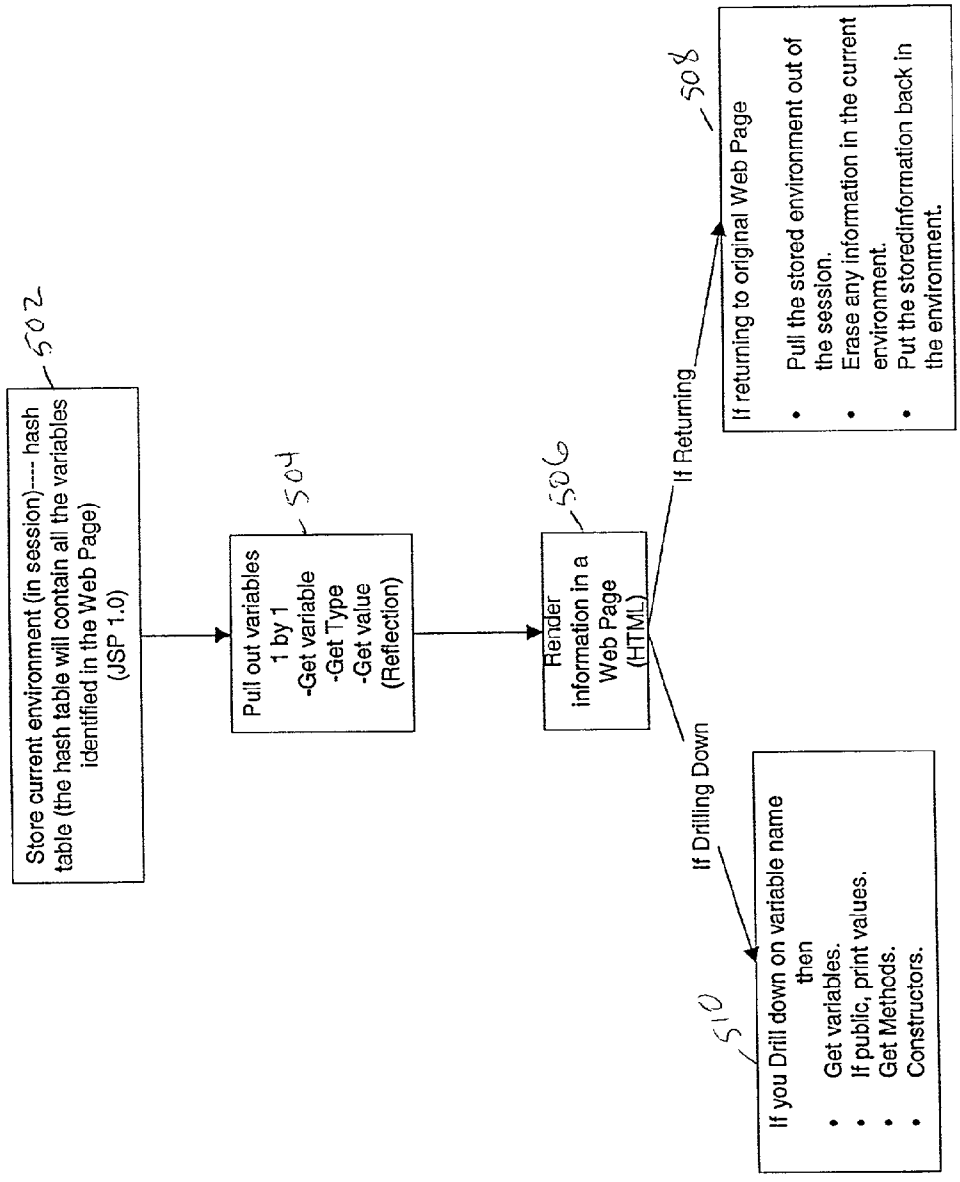 Store current environment (in session)---- hash
table (the hash table will contain all the variables
identified in the Web Page)
(JSP 1.0)
502
Pull out variables
1 by 1
-Get variable
-Get Type
-Get value
(Reflection)
504
Render
information in a
Web Page
(HTML)
506
If Drilling Down
If Returning
510
If you Drill down on variable name
then
• Get variables.
• If public, print values.
• Get Methods.
• Constructors.
508
If returning to original Web Page
• Pull the stored environment out of
the session.
• Erase any information in the current
environment.
• Put the storedInformation back in
the environment.